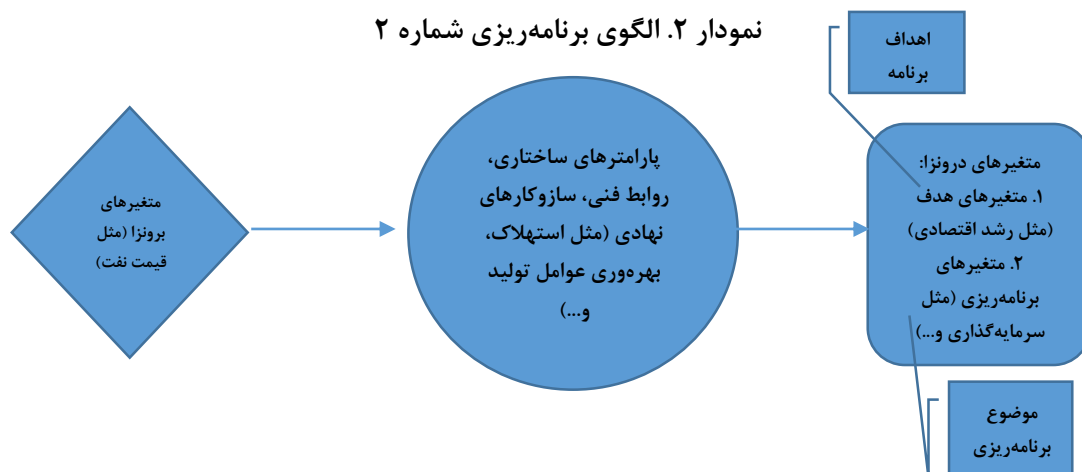 نمودار ۲. الگوی برنامه‌ریزی شماره ۲
اهداف
برنامه
متغیرهای درونزا:
۱. متغیرهای هدف
(مثل رشد اقتصادی)
۲. متغیرهای
برنامه‌ریزی (مثل
سرمایه‌گذاری و...)
موضوع
برنامه‌ریزی
پارامترهای ساختاری،
روابط فنی، سازوکارهای
نهادی (مثل استهلاک،
بهره‌وری عوامل تولید
و...)
متغیرهای
برونزا (مثل
قیمت نفت)